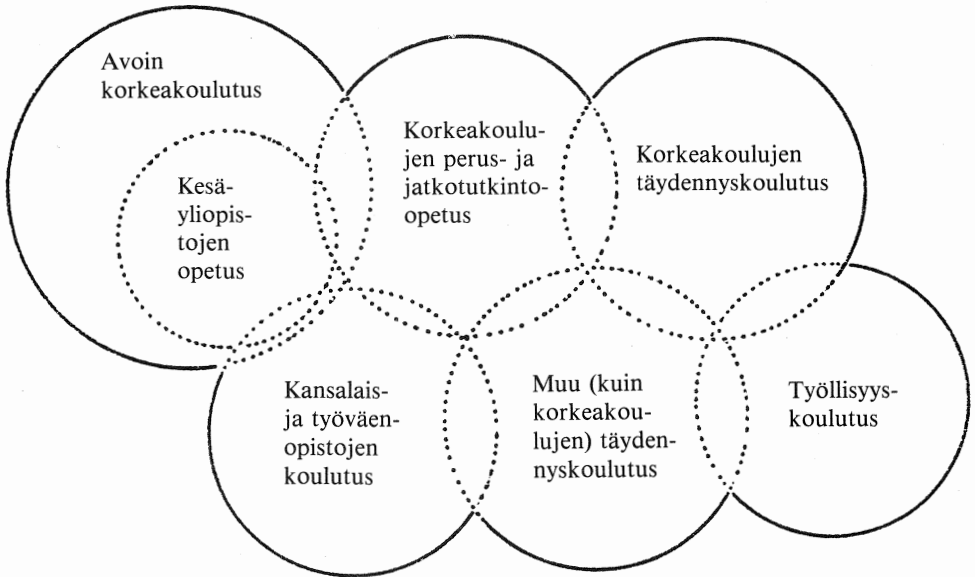 Avoin
korkeakoulutus
Kesä-
yliopis-
tojen
opetus
Korkeakoulu-
jen perus- ja
jatkotutkinto-
opetus
Korkeakoulujen
täydennyskoulutus
Kansalais-
ja työväen-
opistojen
koulutus
Muu (kuin
korkeakou-
lujen) täyden-
nyskoulutus
Työllisyys-
koulutus